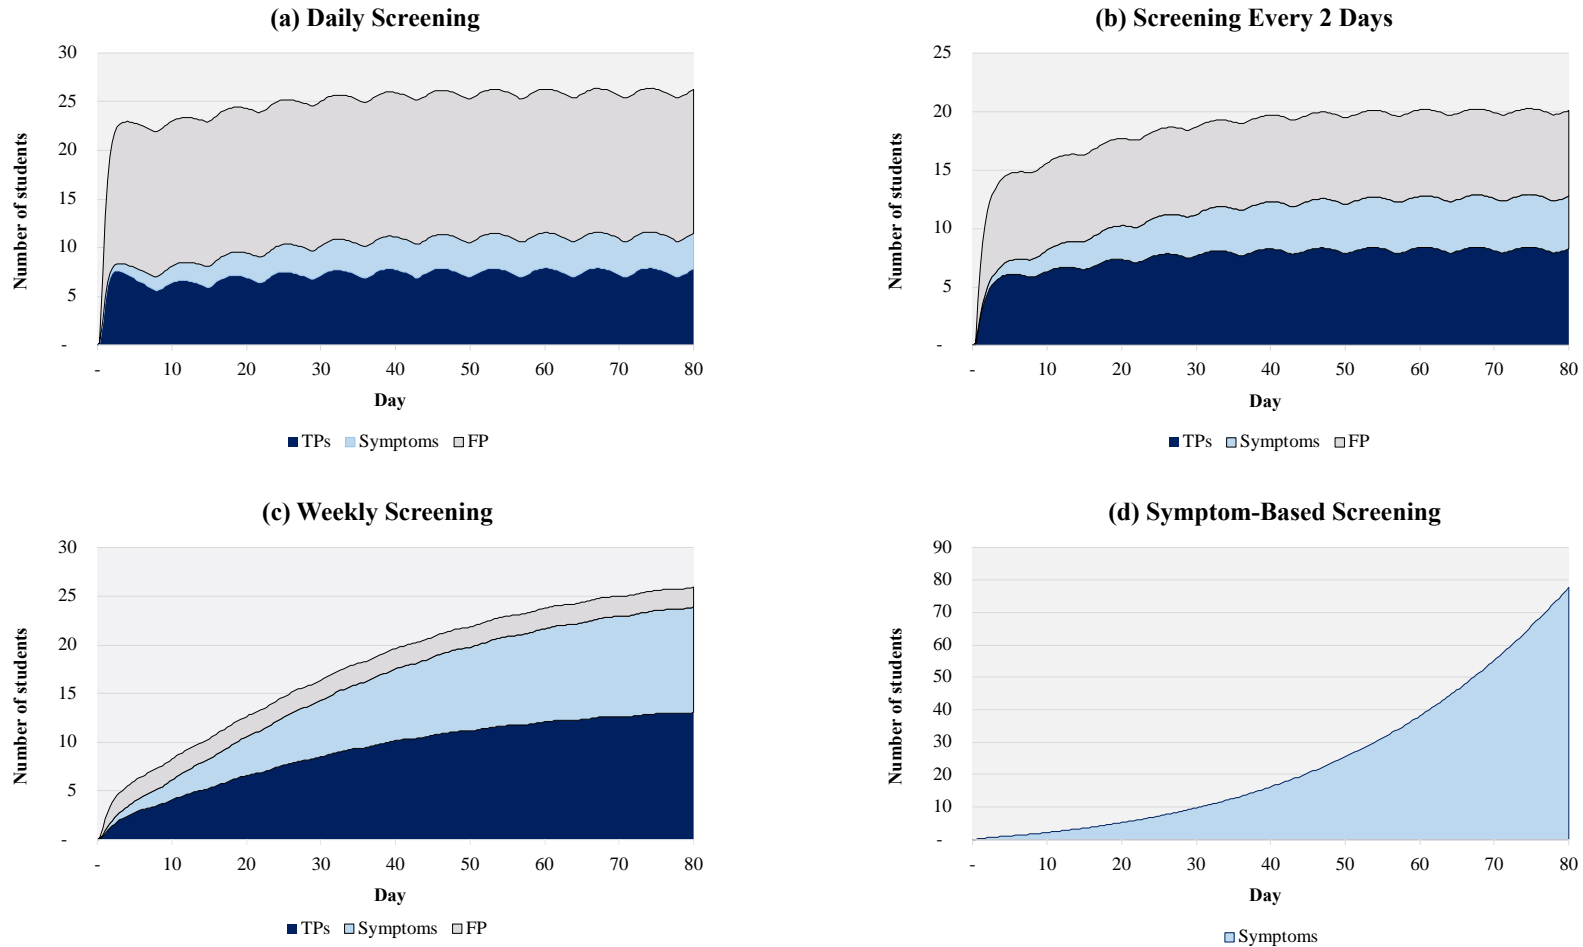 (a) Daily Screening
30
25
20
15
10
5
-
Number of students
- 10 20 30 40 50 60 70 80
Day
TPs Symptoms FP
(b) Screening Every 2 Days
25
20
15
10
5
-
Number of students
- 10 20 30 40 50 60 70 80
Day
TPs Symptoms FP
(c) Weekly Screening
30
25
20
15
10
5
-
Number of students
- 10 20 30 40 50 60 70 80
Day
TPs Symptoms FP
(d) Symptom-Based Screening
90
80
70
60
50
40
30
20
10
-
Number of students
- 10 20 30 40 50 60 70 80
Day
Symptoms